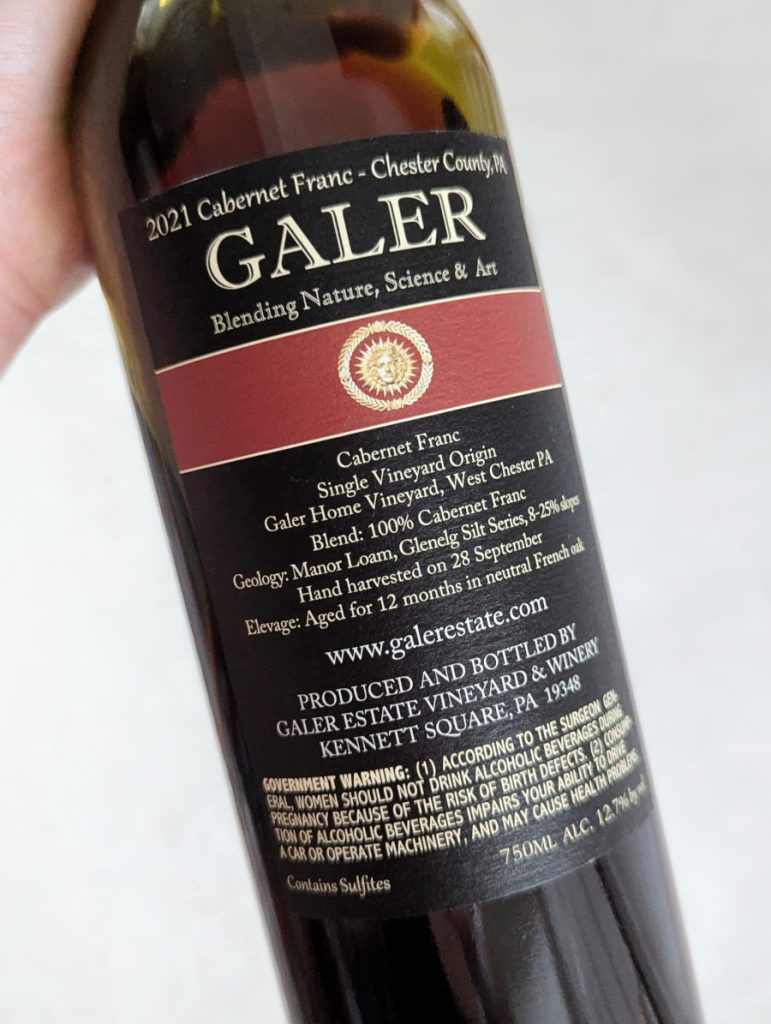 2021 Cabernet Franc - Chester County, PA
GALER
Blending Nature, Science & Art
Cabernet Franc
Single Vineyard Origin
Galer Home Vineyard, West Chester PA
Blend: 100% Cabernet Franc
Geology: Manor Loam, Glenelg Silt Series, 8-25% slopes
Hand harvested on 28 September
Elevage: Aged for 12 months in neutral French oak
www.galerestate.com
PRODUCED AND BOTTLED BY
GALER ESTATE VINEYARD & WINERY
KENNETT SQUARE, PA 19348
GOVERNMENT WARNING: (1) ACCORDING TO THE SURGEON GEN-
ERAL, WOMEN SHOULD NOT DRINK ALCOHOLIC BEVERAGES DURING
PREGNANCY BECAUSE OF THE RISK OF BIRTH DEFECTS. (2) CONSUMP-
TION OF ALCOHOLIC BEVERAGES IMPAIRS YOUR ABILITY TO DRIVE
A CAR OR OPERATE MACHINERY, AND MAY CAUSE HEALTH PROBLEMS.
750ML ALC. 12.7% by vol
Contains Sulfites